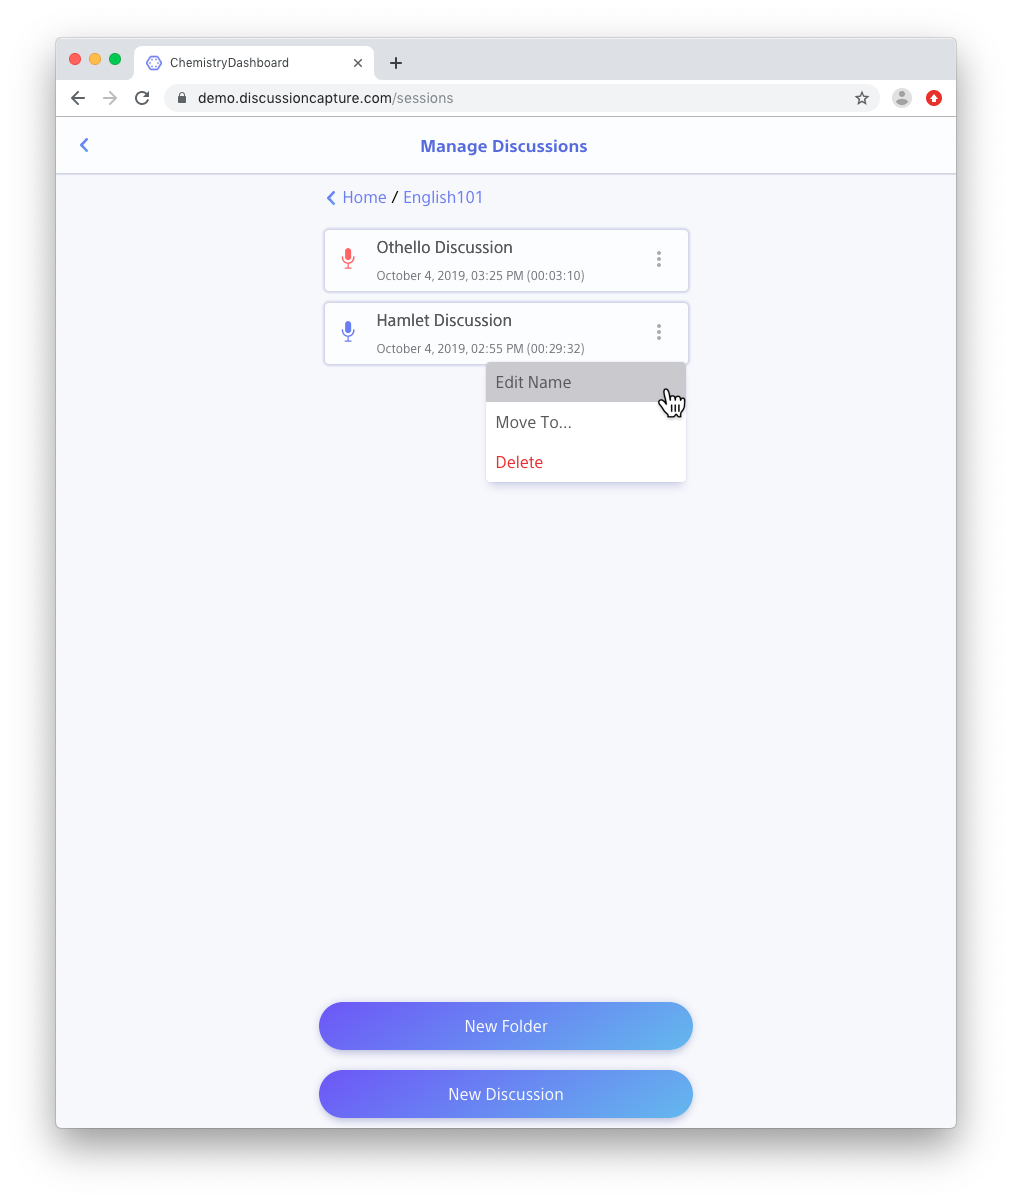 ChemistryDashboard
demo.discussioncapture.com/sessions
Manage Discussions
Home / English101
Othello Discussion
October 4, 2019, 03:25 PM (00:03:10)
Hamlet Discussion
October 4, 2019, 02:55 PM (00:29:32)
Edit Name
Move To...
Delete
New Folder
New Discussion